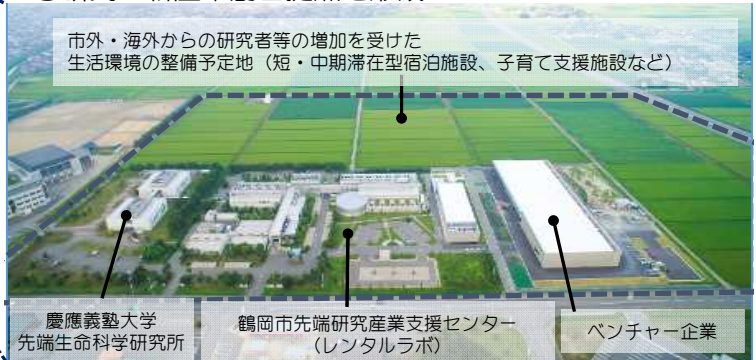 市外・海外からの研究者等の増加を受けた
生活環境の整備予定地（短・中期滞在型宿泊施設、子育て支援施設など）
慶應義塾大学
先端生命科学研究所
鶴岡市先端研究産業支援センター
（レンタルラボ）
ベンチャー企業